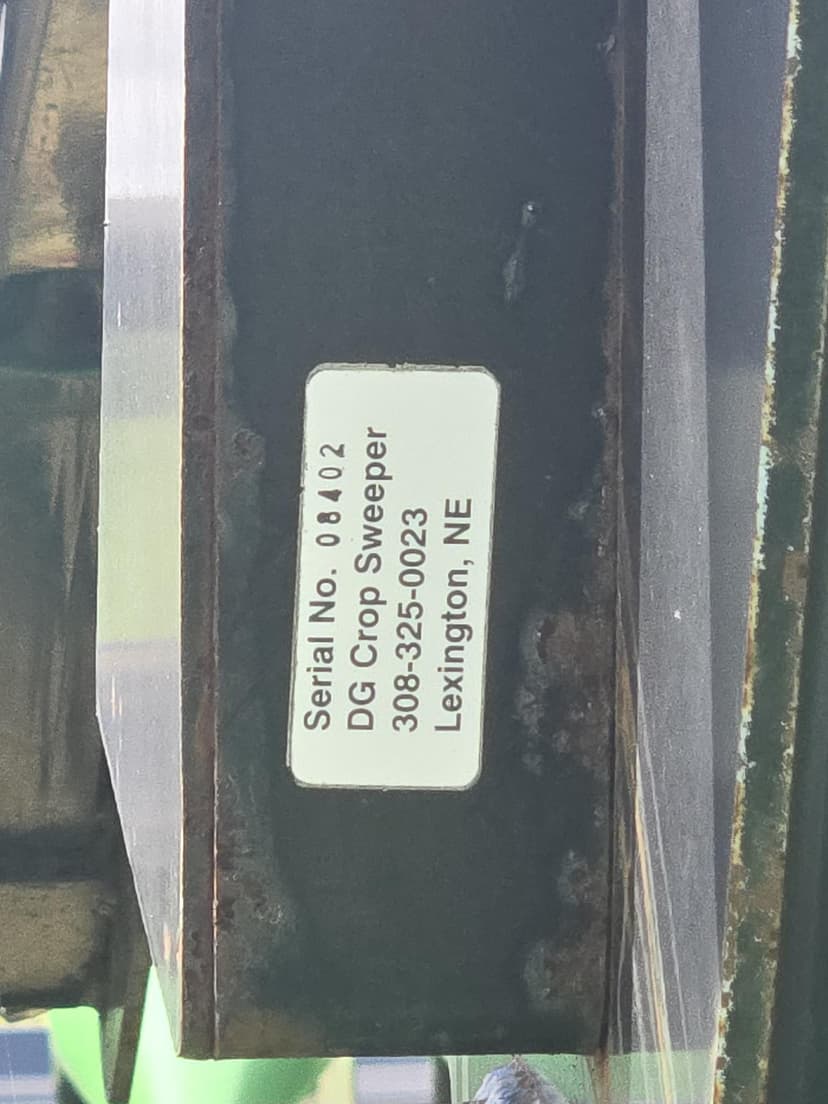 Serial No. 08402
DG Crop Sweeper
308-325-0023
Lexington, NE